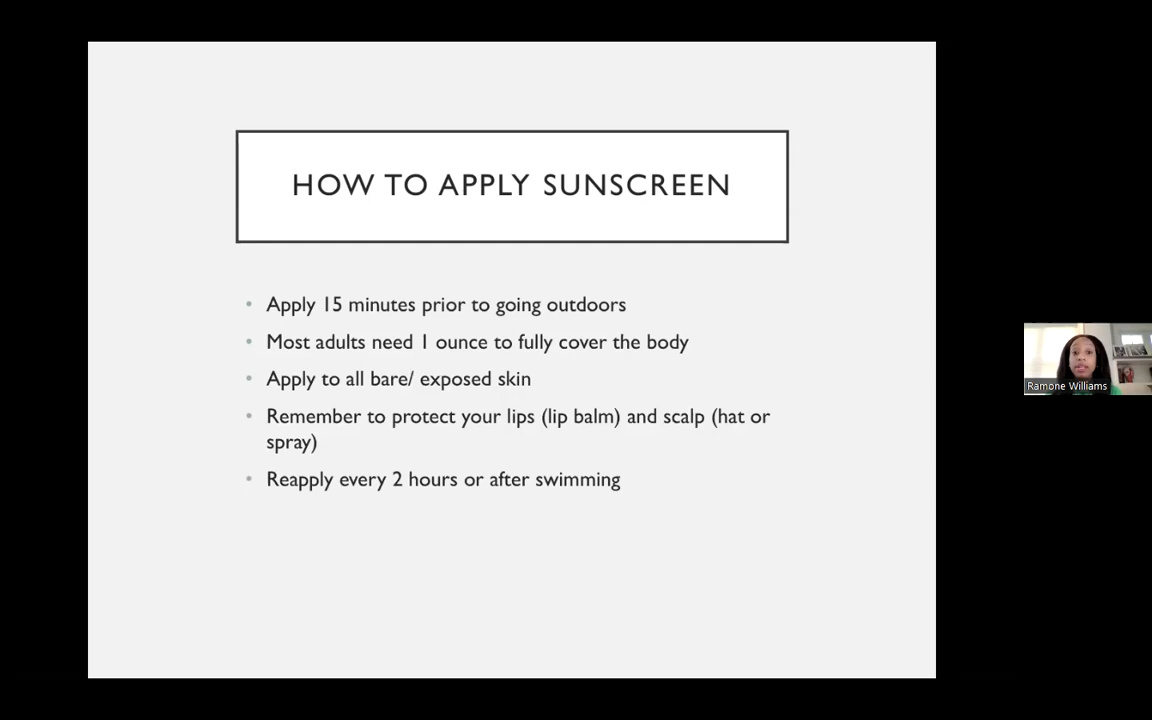 HOW TO APPLY SUNSCREEN
• Apply 15 minutes prior to going outdoors
• Most adults need 1 ounce to fully cover the body
• Apply to all bare/ exposed skin
• Remember to protect your lips (lip balm) and scalp (hat or
spray)
• Reapply every 2 hours or after swimming
Ramone Williams